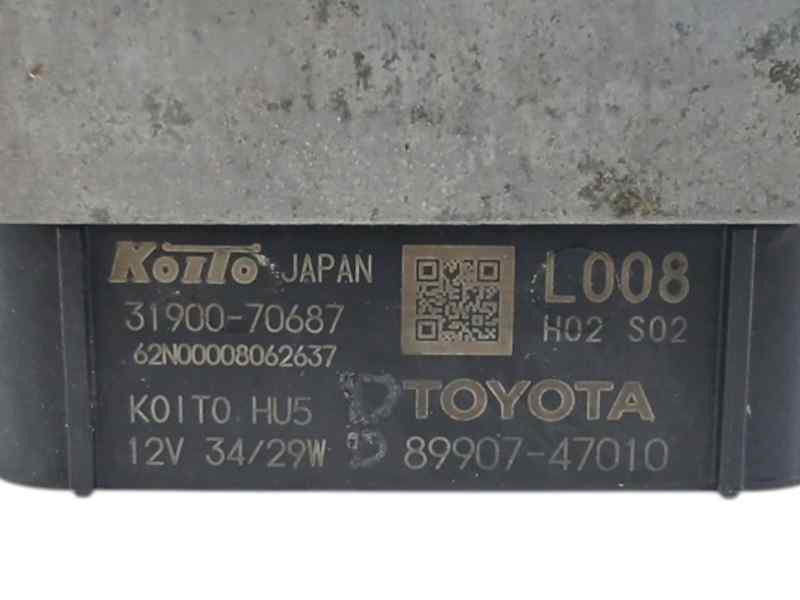 KOITO JAPAN
31900-70687
62N00008062637
KOITO HU5
12V 34/29W
L008
H02 S02
D TOYOTA
D 89907-47010